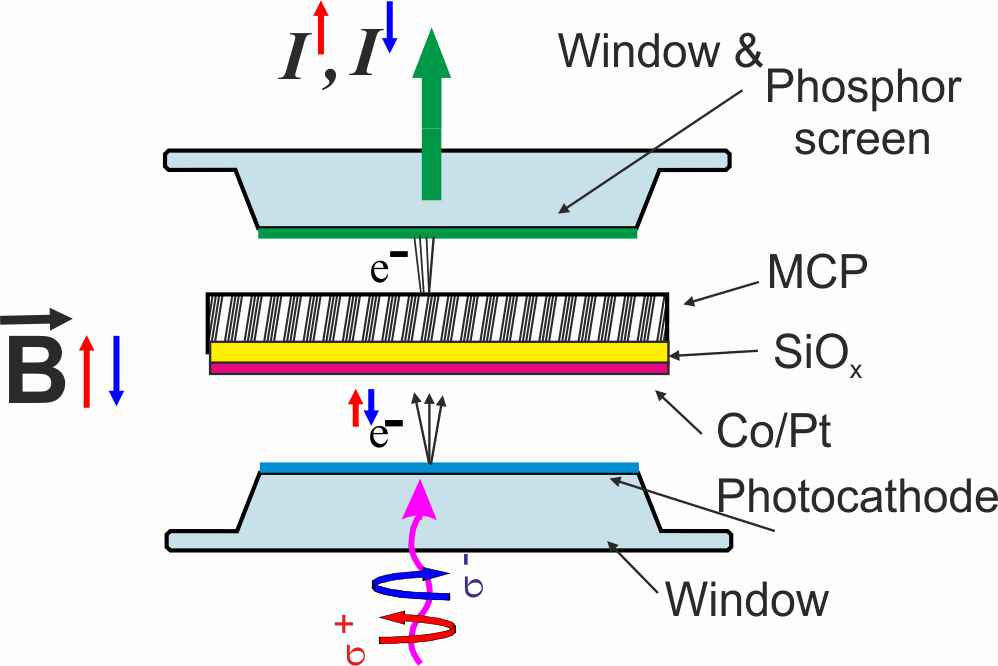 I↑, I↓
Window &
Phosphor
screen
e⁻
MCP
B ↑↓
SiOₓ
↑↓
e⁻
Co/Pt
Photocathode
Window
σ⁻
σ⁺